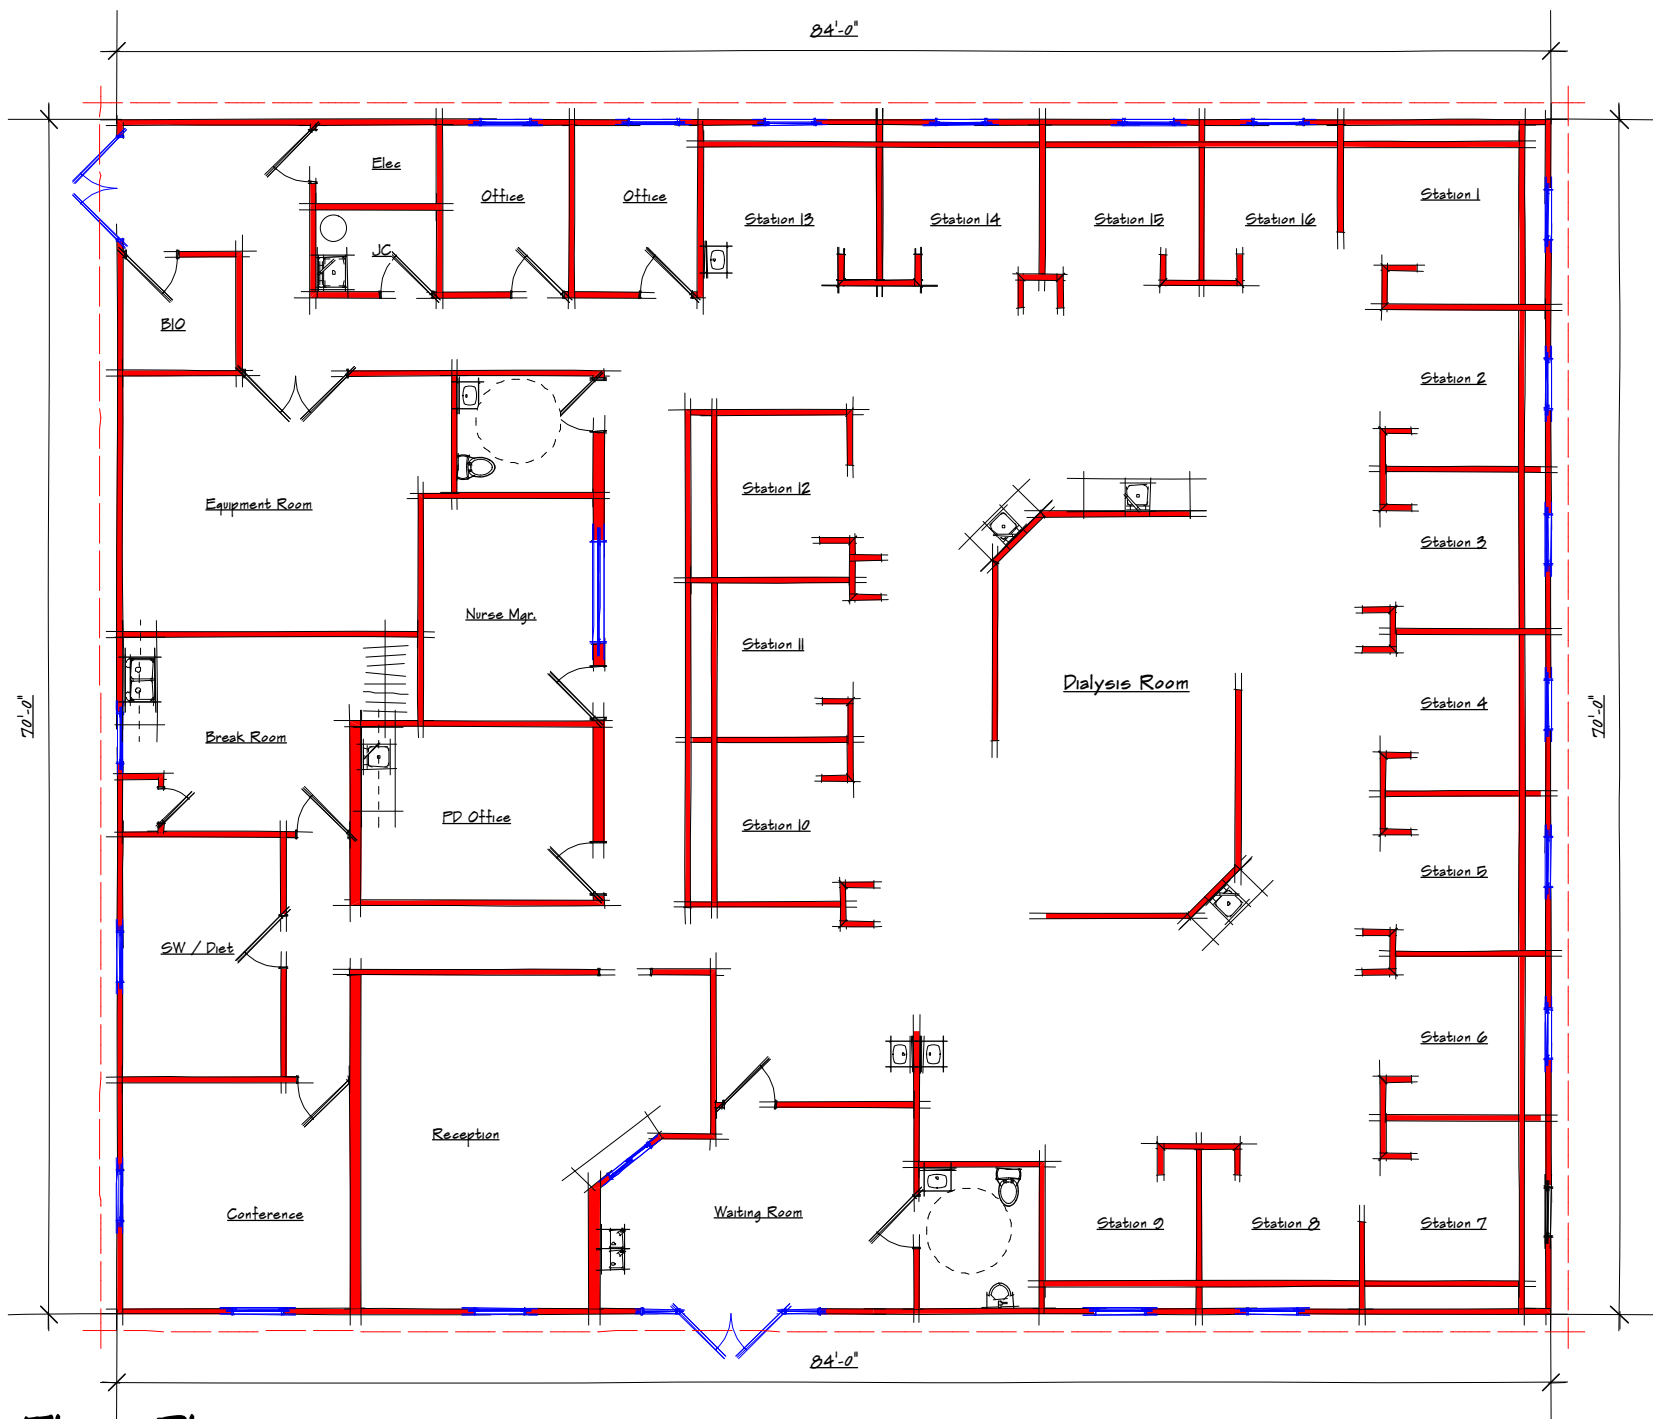 84'-0"
Elec
Office
Office
Station 1
Station 13
Station 14
Station 15
Station 16
JC
BIO
Station 2
Station 12
Equipment Room
Station 3
Nurse Mgr.
Station 11
Dialysis Room
70'-0"
70'-0"
Station 4
Break Room
PD Office
Station 10
Station 5
SW / Diet
Station 6
Reception
Conference
Waiting Room
Station 9
Station 8
Station 7
84'-0"